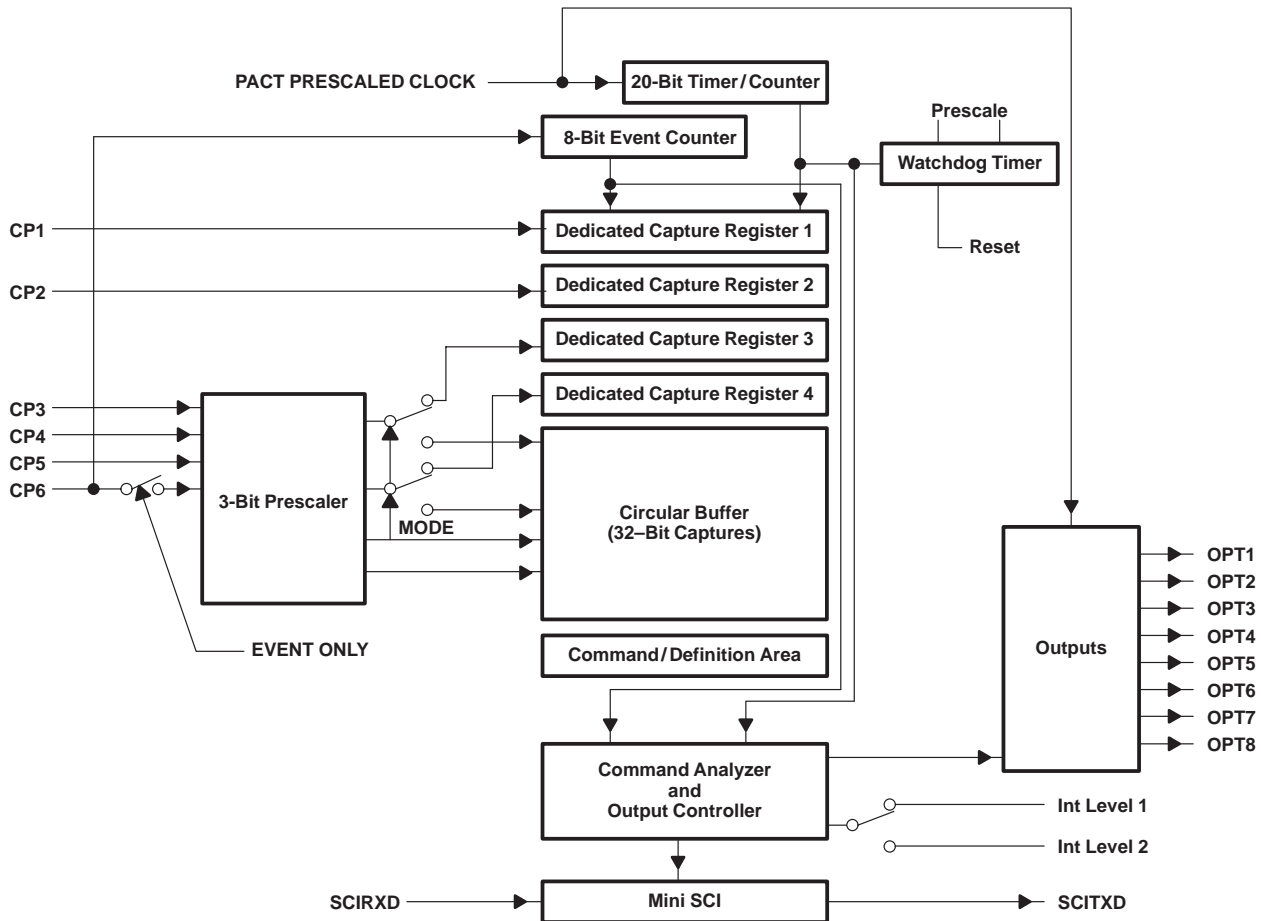 PACT PRESCALED CLOCK
20-Bit Timer/Counter
Prescale
8-Bit Event Counter
Watchdog Timer
CP1
Dedicated Capture Register 1
Reset
CP2
Dedicated Capture Register 2
Dedicated Capture Register 3
Dedicated Capture Register 4
CP3
CP4
CP5
CP6
3-Bit Prescaler
MODE
Circular Buffer
(32–Bit Captures)
EVENT ONLY
Command/Definition Area
Outputs
OPT1
OPT2
OPT3
OPT4
OPT5
OPT6
OPT7
OPT8
Command Analyzer
and
Output Controller
Int Level 1
Int Level 2
SCIRXD
Mini SCI
SCITXD